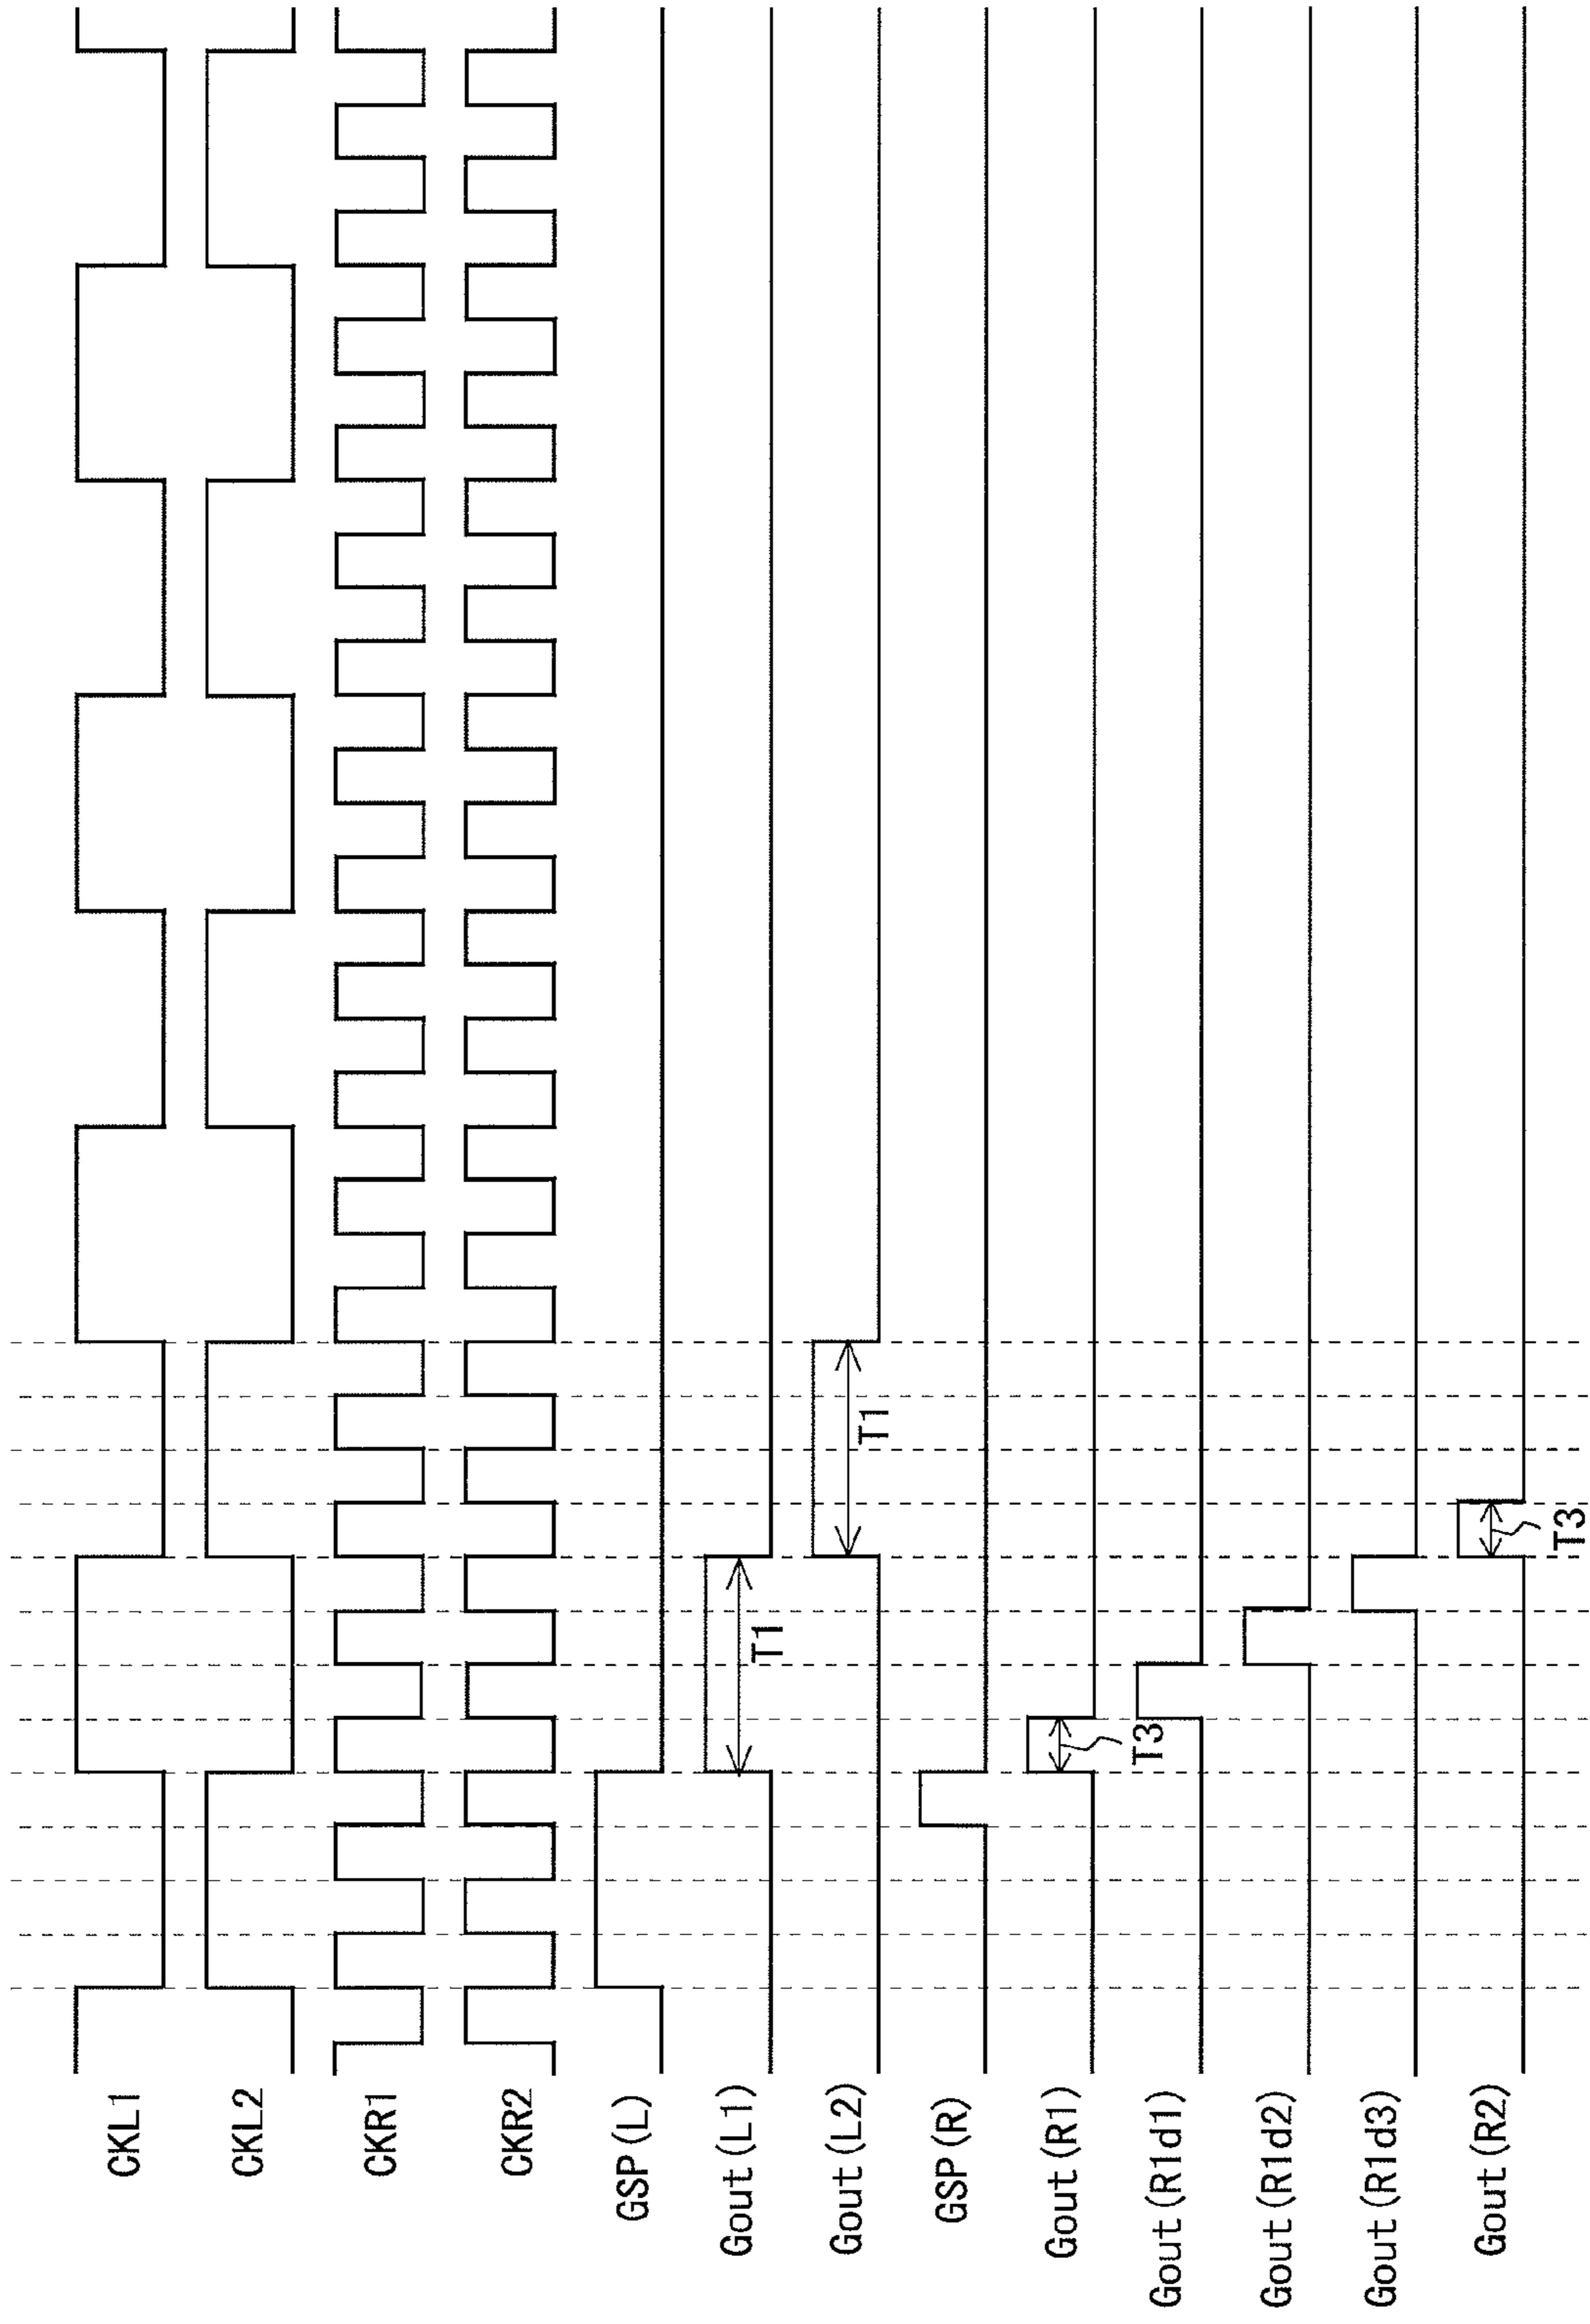 CKL1
CKL2
CKR1
CKR2
GSP(L)
Gout(L1)
T1
Gout(L2)
T1
GSP(R)
Gout(R1)
T3
Gout(R1d1)
Gout(R1d2)
Gout(R1d3)
Gout(R2)
T3